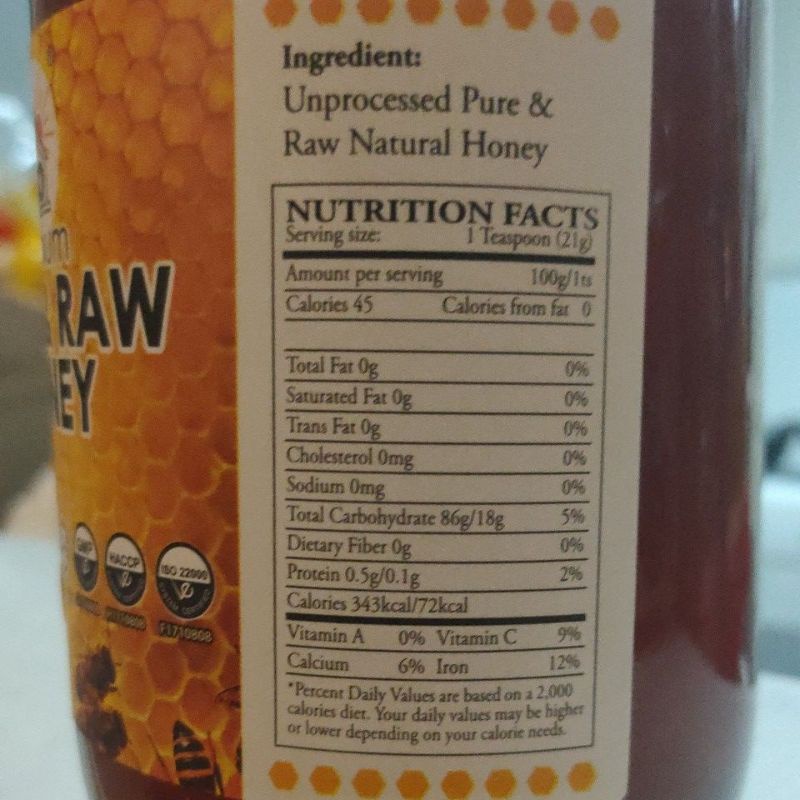 um
RAW
EY
GMP
HACCP
ISO 22000
F1710808
Ingredient:
Unprocessed Pure &
Raw Natural Honey
NUTRITION FACTS
Serving size: 1 Teaspoon (21g)
Amount per serving 100g/1ts
Calories 45 Calories from fat 0
Total Fat 0g 0%
Saturated Fat 0g 0%
Trans Fat 0g 0%
Cholesterol 0mg 0%
Sodium 0mg 0%
Total Carbohydrate 86g/18g 5%
Dietary Fiber 0g 0%
Protein 0.5g/0.1g 2%
Calories 343kcal/72kcal
Vitamin A 0% Vitamin C 9%
Calcium 6% Iron 12%
*Percent Daily Values are based on a 2,000
calories diet. Your daily values may be higher
or lower depending on your calorie needs.